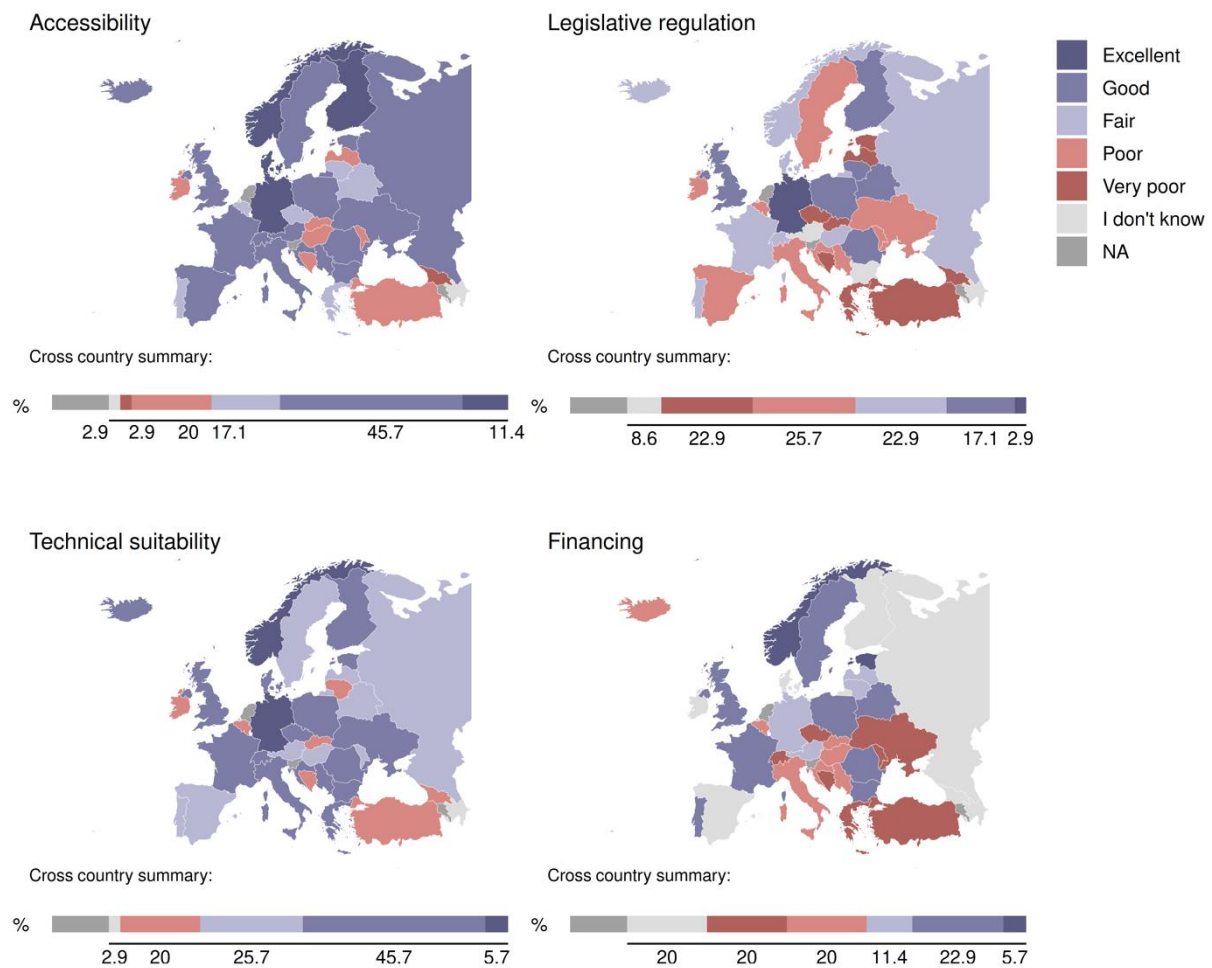 Accessibility
Legislative regulation
Excellent
Good
Fair
Poor
Very poor
I don't know
NA
Cross country summary:
Cross country summary:
%
2.9 2.9 20 17.1 45.7 11.4
%
8.6 22.9 25.7 22.9 17.1 2.9
Technical suitability
Financing
Cross country summary:
Cross country summary:
%
2.9 20 25.7 45.7 5.7
%
20 20 20 11.4 22.9 5.7